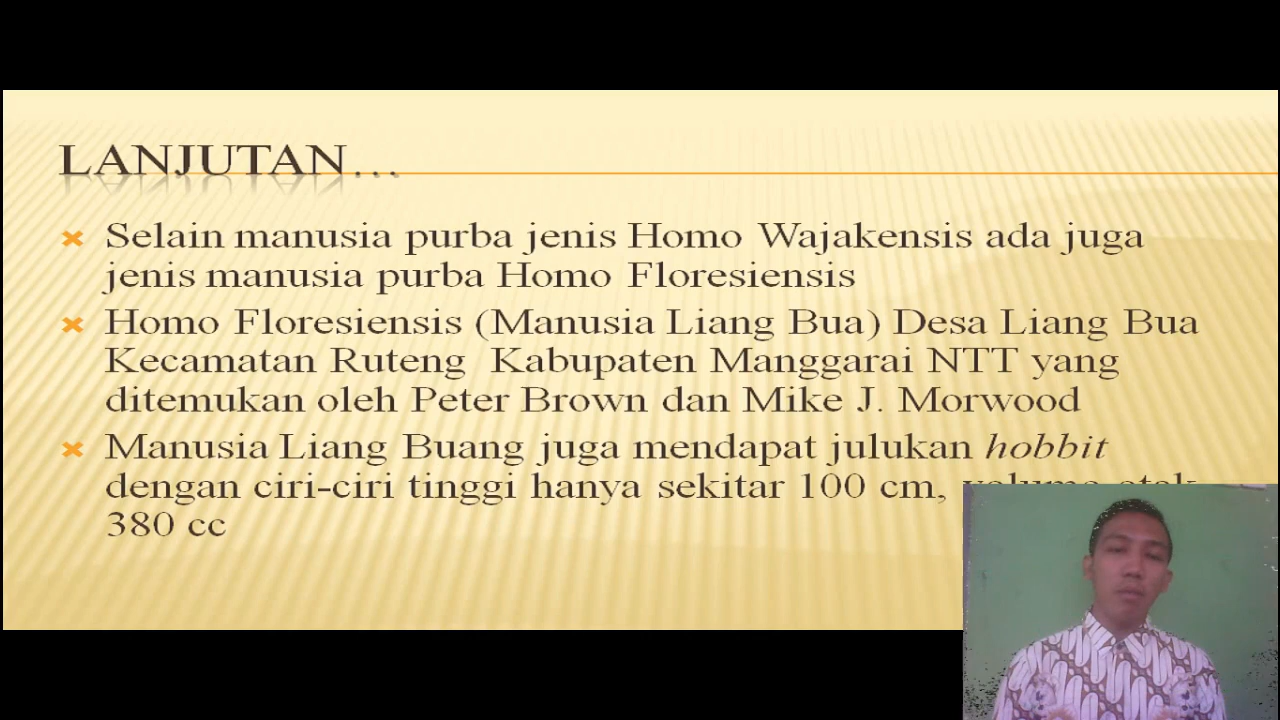 LANJUTAN...
Selain manusia purba jenis Homo Wajakensis ada juga
jenis manusia purba Homo Floresiensis
Homo Floresiensis (Manusia Liang Bua) Desa Liang Bua
Kecamatan Ruteng Kabupaten Manggarai NTT yang
ditemukan oleh Peter Brown dan Mike J. Morwood
Manusia Liang Buang juga mendapat julukan hobbit
dengan ciri-ciri tinggi hanya sekitar 100 cm, volume otak
380 cc